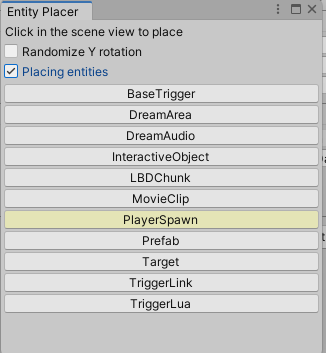 Entity Placer
Click in the scene view to place
Randomize Y rotation
Placing entities
BaseTrigger
DreamArea
DreamAudio
InteractiveObject
LBDChunk
MovieClip
PlayerSpawn
Prefab
Target
TriggerLink
TriggerLua